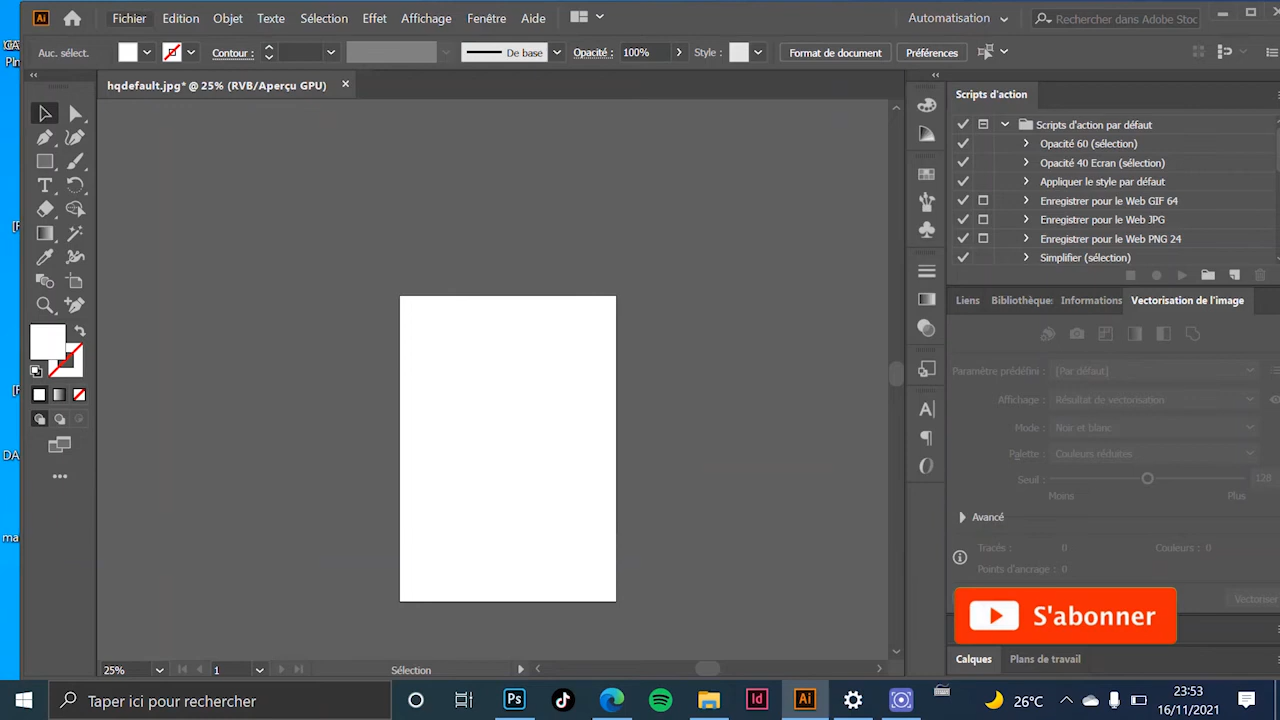 Ai Fichier Edition Objet Texte Sélection Effet Affichage Fenêtre Aide Automatisation Rechercher dans Adobe Stoc
Auc. sélect. Contour : De base Opacité : 100% Style : Format de document Préférences
hqdefault.jpg* @ 25% (RVB/Aperçu GPU)
Scripts d'action
Scripts d'action par défaut
Opacité 60 (sélection)
Opacité 40 Ecran (sélection)
Appliquer le style par défaut
Enregistrer pour le Web GIF 64
Enregistrer pour le Web JPG
Enregistrer pour le Web PNG 24
Simplifier (sélection)
Liens Bibliothèque: Informations Vectorisation de l'image
Paramètre prédéfini : [Par défaut]
Affichage : Résultat de vectorisation
Mode : Noir et blanc
Palette : Couleurs réduites
Seuil : 128
Moins Plus
Avancé
Tracés : 0 Couleurs : 0
Points d'ancrage : 0
Vectoriser
S'abonner
Calques Plans de travail
25% 1 Sélection
Taper ici pour rechercher
Ps Id Ai
26°C
23:53
16/11/2021